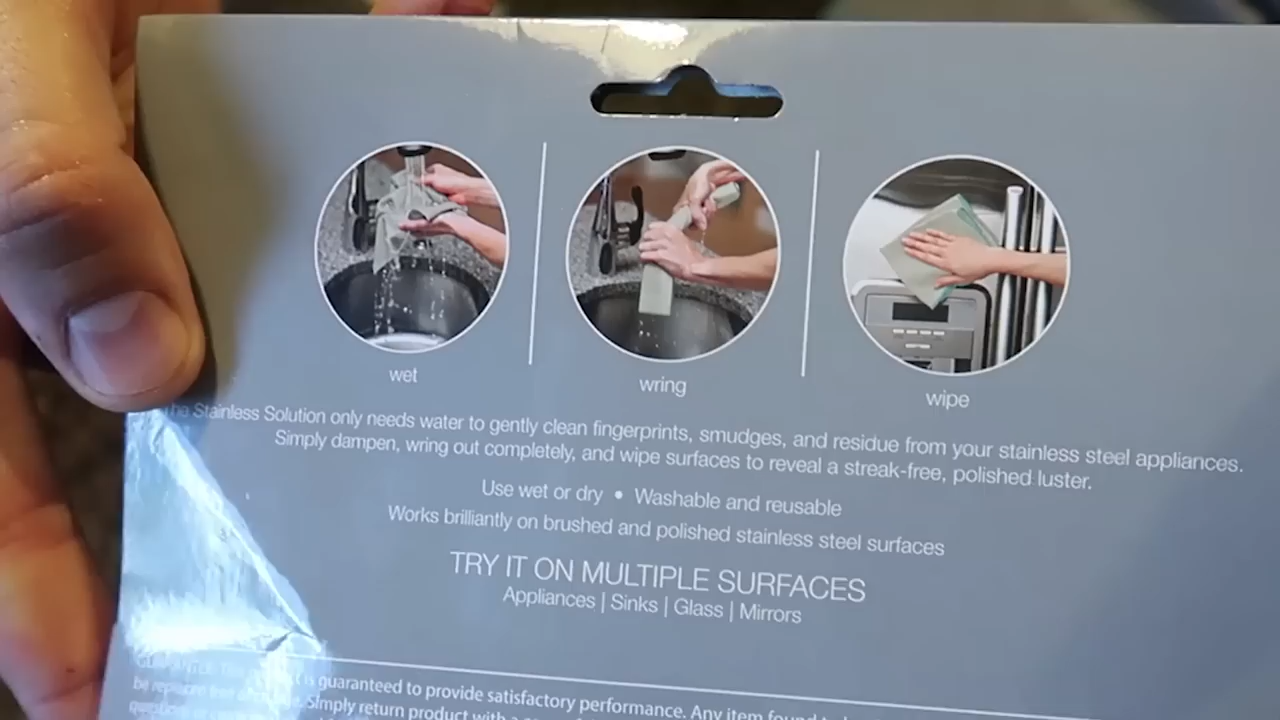 wet
wring
wipe
The Stainless Solution only needs water to gently clean fingerprints, smudges, and residue from your stainless steel appliances.
Simply dampen, wring out completely, and wipe surfaces to reveal a streak-free, polished luster.
Use wet or dry • Washable and reusable
Works brilliantly on brushed and polished stainless steel surfaces
TRY IT ON MULTIPLE SURFACES
Appliances | Sinks | Glass | Mirrors
is guaranteed to provide satisfactory performance. Any item found
Simply return product with a